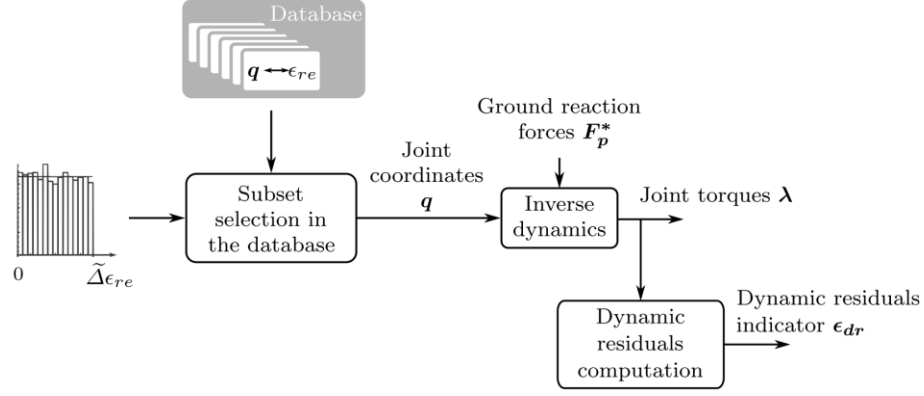 Database
q ↔ ϵ_re
Ground reaction
forces F*_p
Joint
coordinates
q
Subset
selection in
the database
Inverse
dynamics
Joint torques λ
0
Δ̃ϵ_re
Dynamic
residuals
computation
Dynamic residuals
indicator ϵ_dr